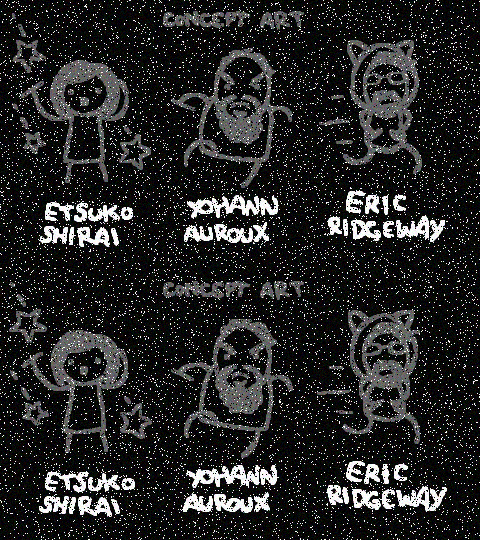 CONCEPT ART
ETSUKO
SHIRAI
YOHANN
AUROUX
ERIC
RIDGEWAY
CONCEPT ART
ETSUKO
SHIRAI
YOHANN
AUROUX
ERIC
RIDGEWAY